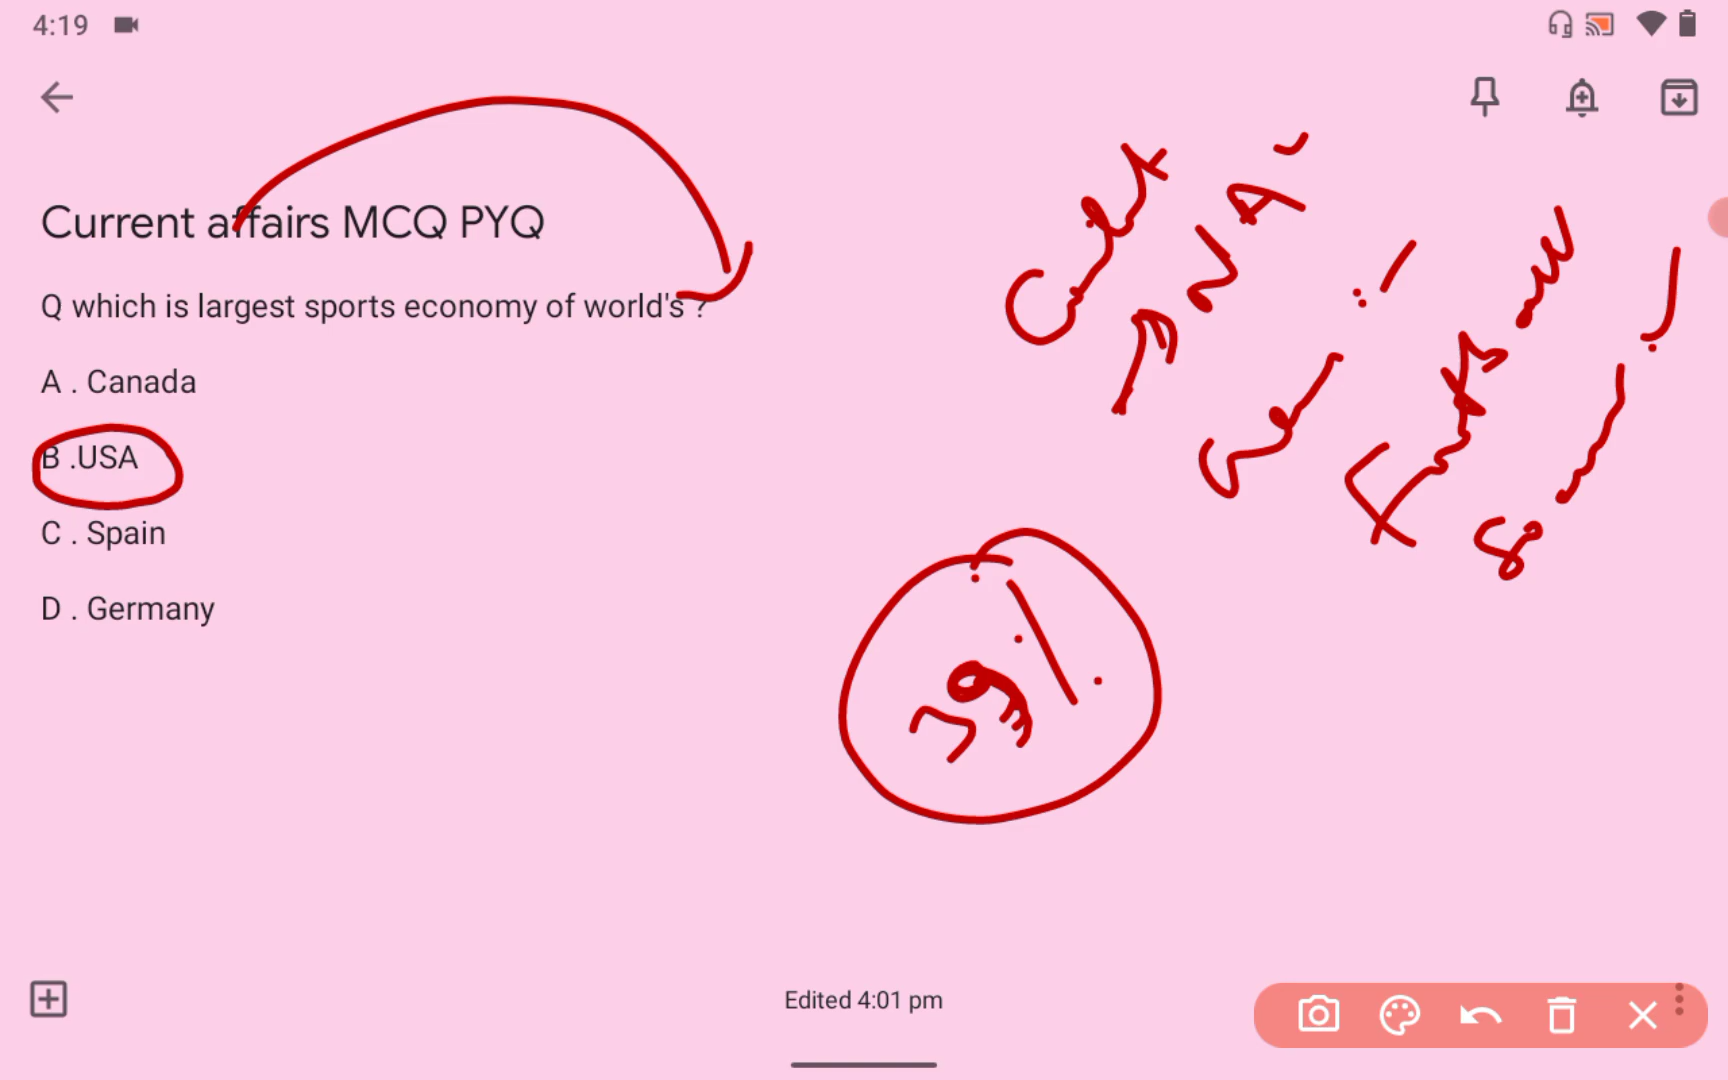 4:19
Current affairs MCQ PYQ
Q which is largest sports economy of world's ?
A . Canada
B .USA
C . Spain
D . Germany
39%
Edited 4:01 pm